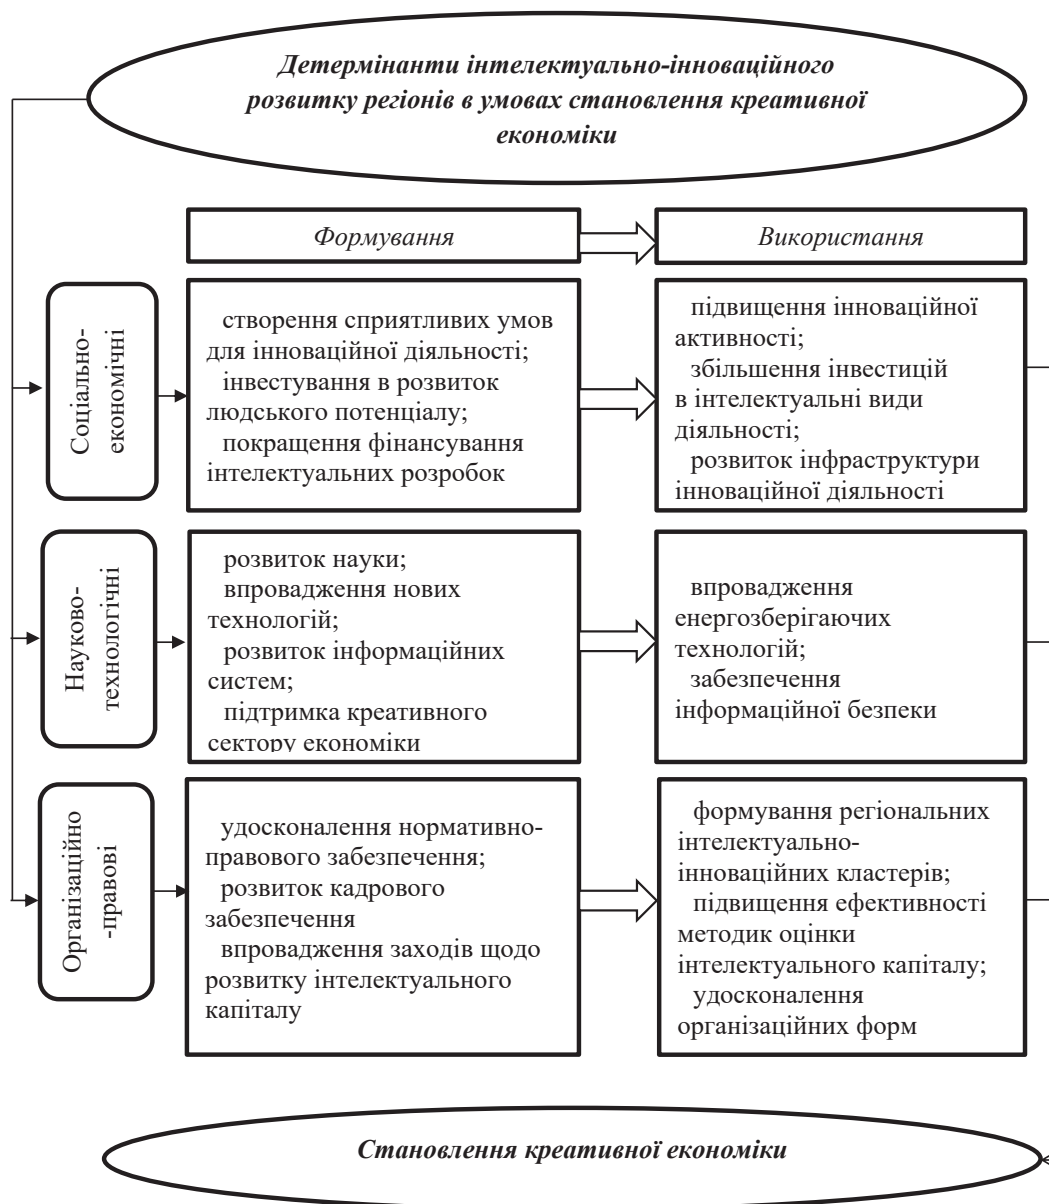 Детермінанти інтелектуально-інноваційного
розвитку регіонів в умовах становлення креативної
економіки
Формування
Використання
Соціально-
економічні
створення сприятливих умов
для інноваційної діяльності;
інвестування в розвиток
людського потенціалу;
покращення фінансування
інтелектуальних розробок
підвищення інноваційної
активності;
збільшення інвестицій
в інтелектуальні види
діяльності;
розвиток інфраструктури
інноваційної діяльності
Науково-
технологічні
розвиток науки;
впровадження нових
технологій;
розвиток інформаційних
систем;
підтримка креативного
сектору економіки
впровадження
енергозберігаючих
технологій;
забезпечення
інформаційної безпеки
Організаційно
-правові
удосконалення нормативно-
правового забезпечення;
розвиток кадрового
забезпечення
впровадження заходів щодо
розвитку інтелектуального
капіталу
формування регіональних
інтелектуально-
інноваційних кластерів;
підвищення ефективності
методик оцінки
інтелектуального капіталу;
удосконалення
організаційних форм
Становлення креативної економіки